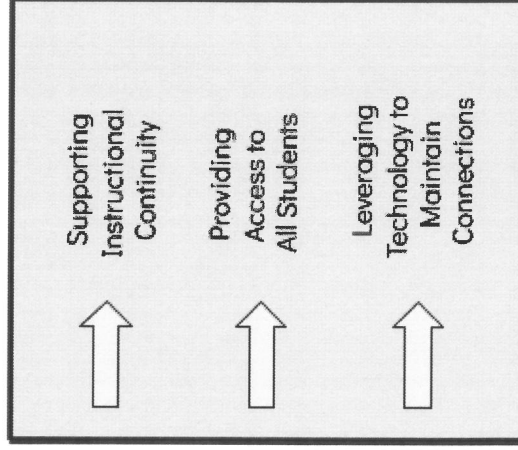 Supporting
Instructional
Continuity
Providing
Access to
All Students
Leveraging
Technology to
Maintain
Connections